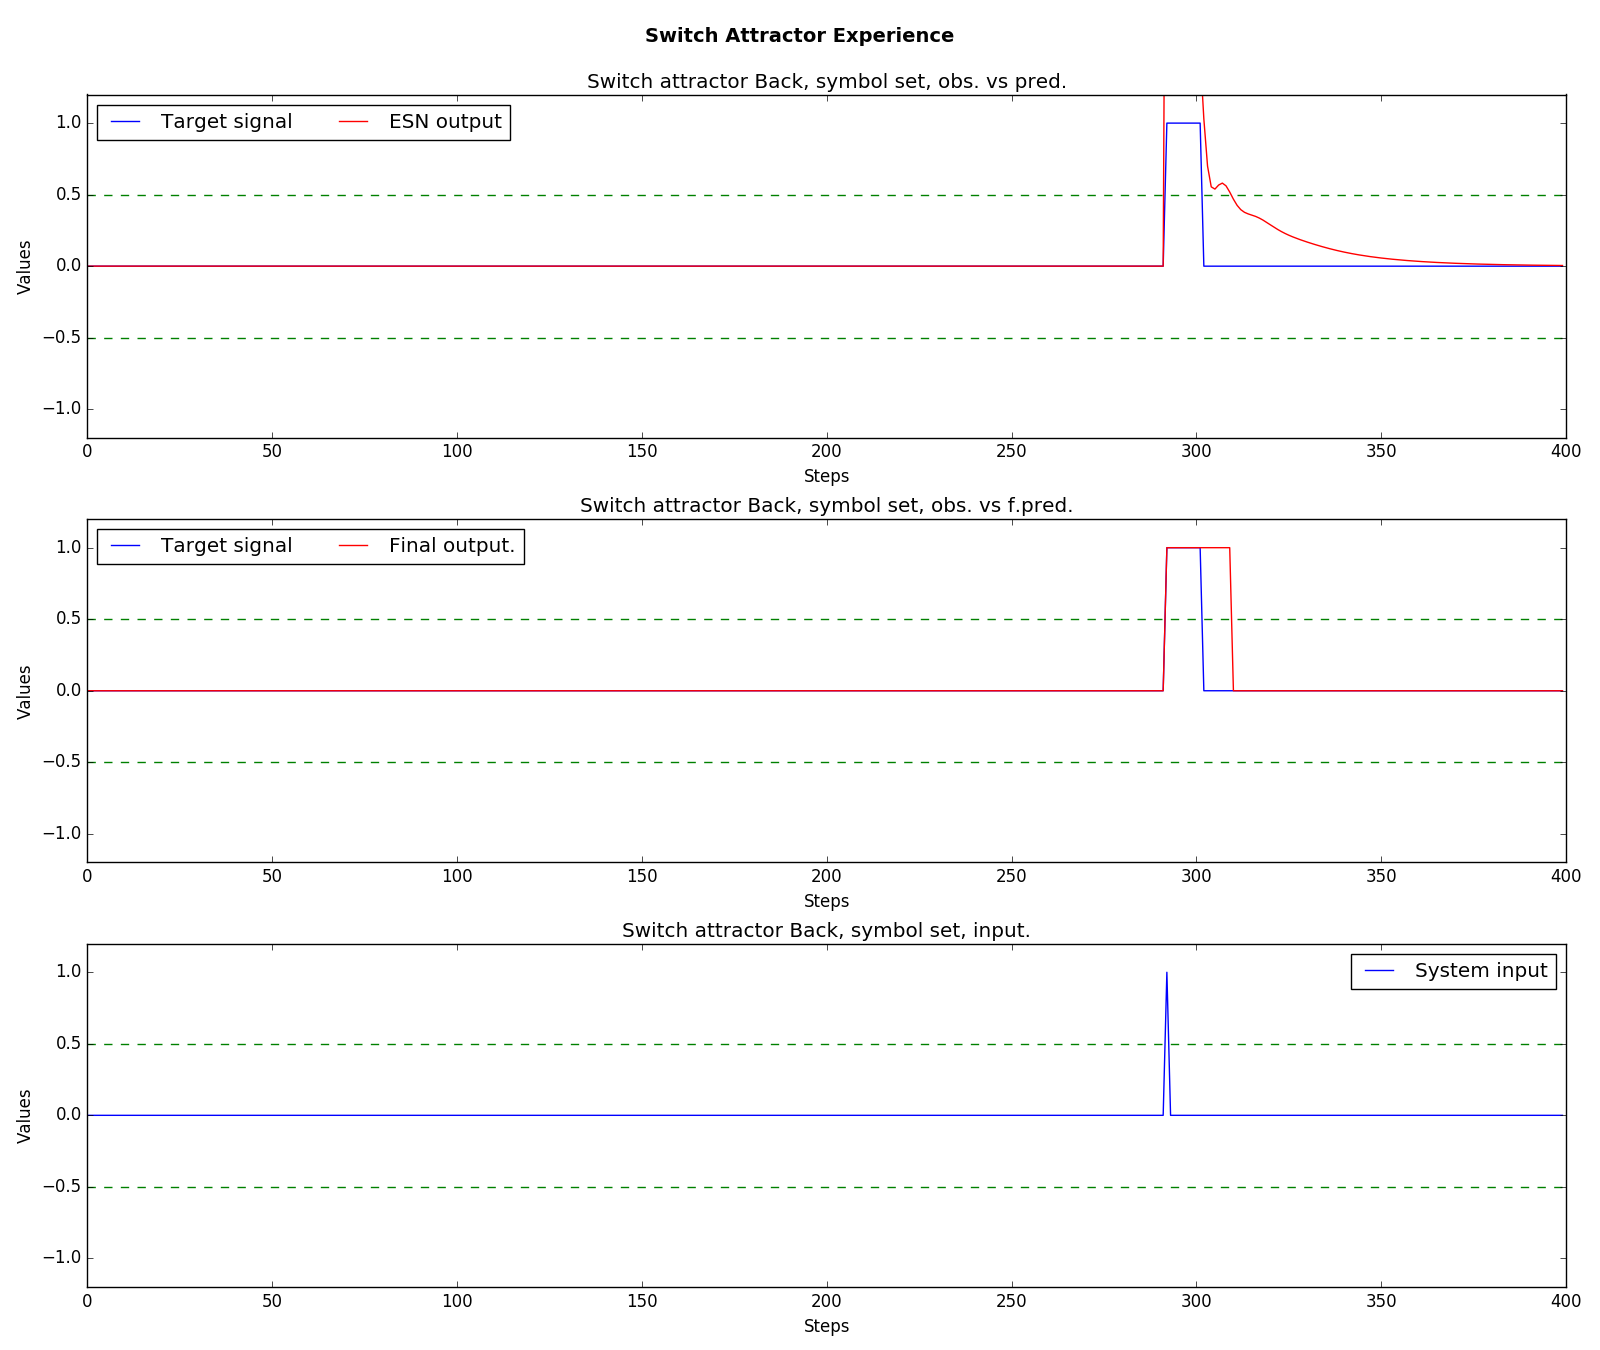 Switch Attractor Experience
Switch attractor Back, symbol set, obs. vs pred.
Target signal ESN output
1.0
0.5
0.0
−0.5
−1.0
Values
0 50 100 150 200 250 300 350 400
Steps
Switch attractor Back, symbol set, obs. vs f.pred.
Target signal Final output.
1.0
0.5
0.0
−0.5
−1.0
Values
0 50 100 150 200 250 300 350 400
Steps
Switch attractor Back, symbol set, input.
System input
1.0
0.5
0.0
−0.5
−1.0
Values
0 50 100 150 200 250 300 350 400
Steps